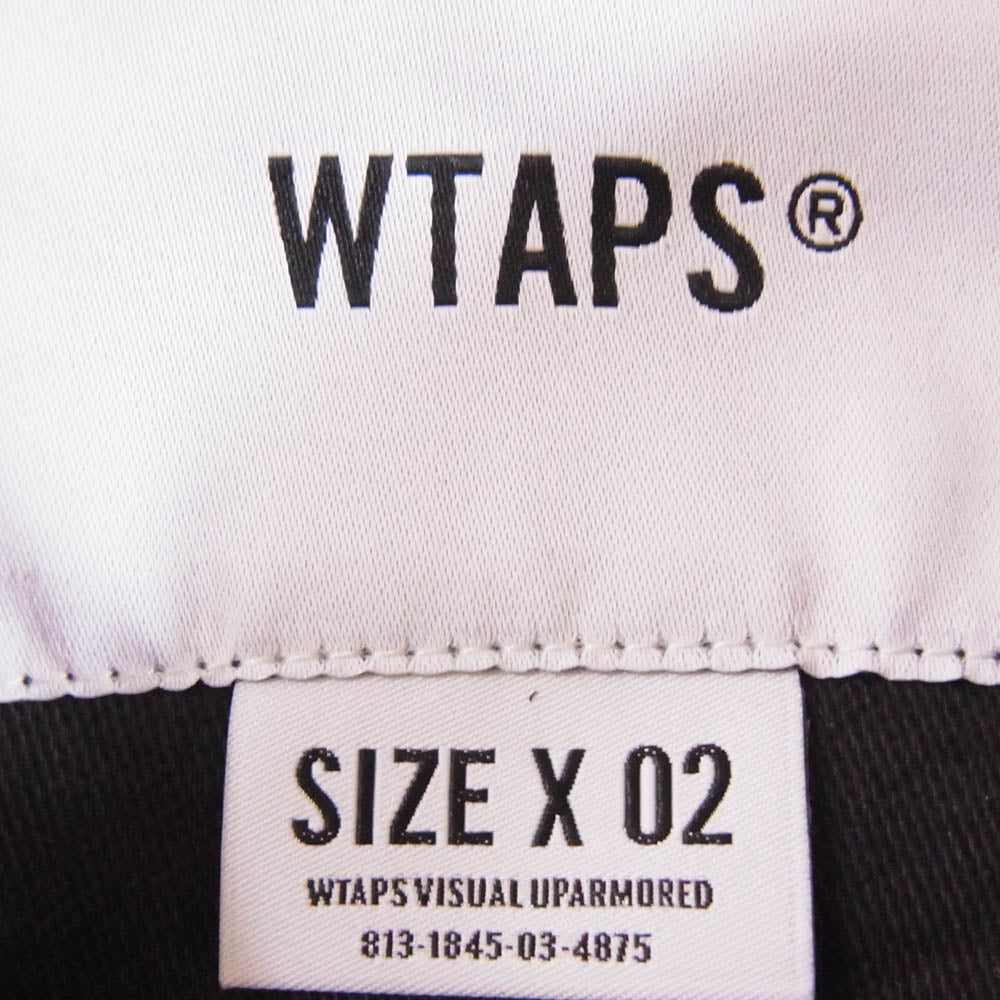 WTAPS®
SIZE X 02
WTAPS VISUAL UPARMORED
813-1845-03-4875